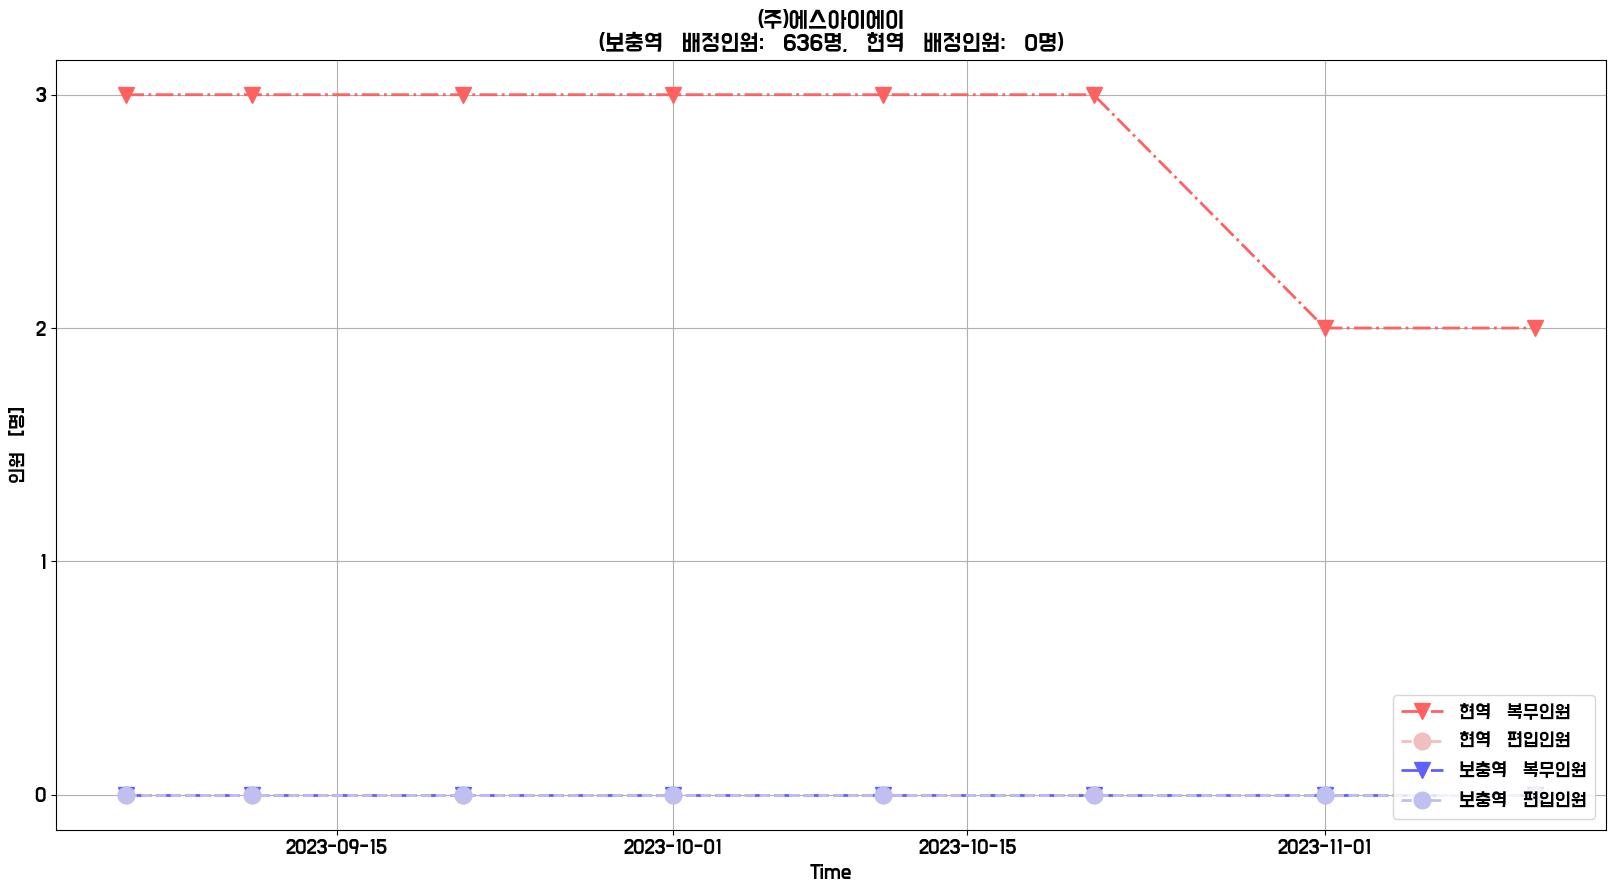 (주)에스아이에이
(보충역 배정인원: 636명, 현역 배정인원: 0명)
3
2
1
0
인원 [명]
2023-09-15
2023-10-01
2023-10-15
2023-11-01
Time
현역 복무인원
현역 편입인원
보충역 복무인원
보충역 편입인원